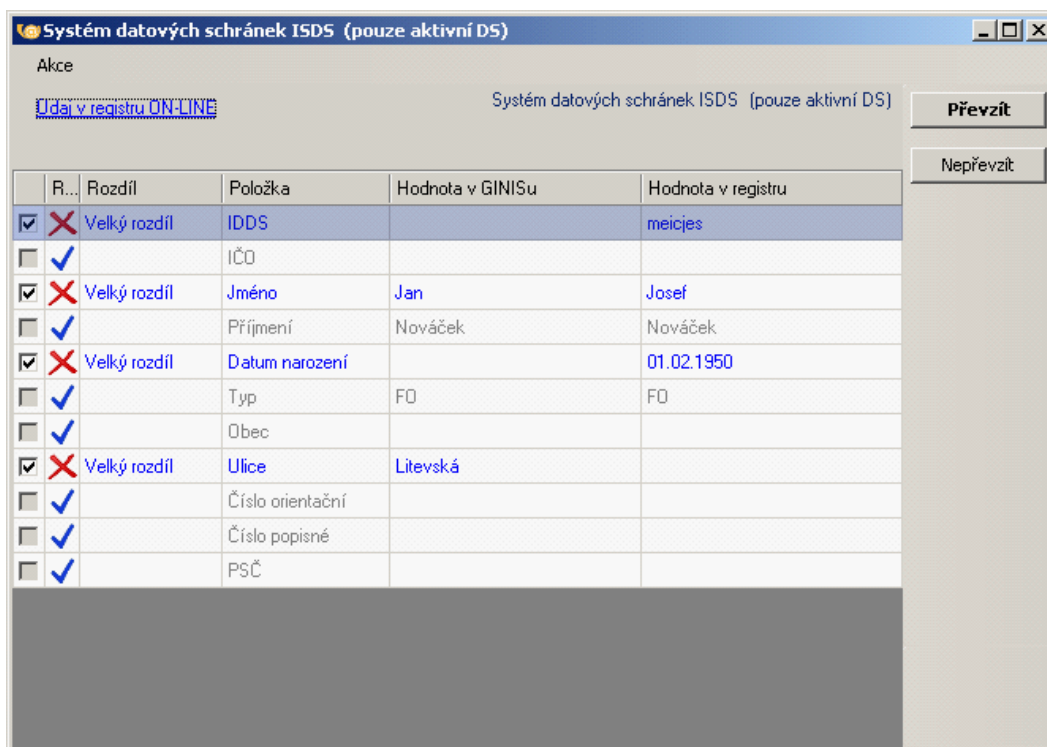 Systém datových schránek ISDS (pouze aktivní DS)
Akce
Údaj v registru ON-LINE
Systém datových schránek ISDS (pouze aktivní DS)
Převzít
Nepřevzít
R... Rozdíl Položka Hodnota v GINISu Hodnota v registru
Velký rozdíl IDDS meicjes
IČO
Velký rozdíl Jméno Jan Josef
Příjmení Nováček Nováček
Velký rozdíl Datum narození 01.02.1950
Typ FO FO
Obec
Velký rozdíl Ulice Litevská
Číslo orientační
Číslo popisné
PSČ